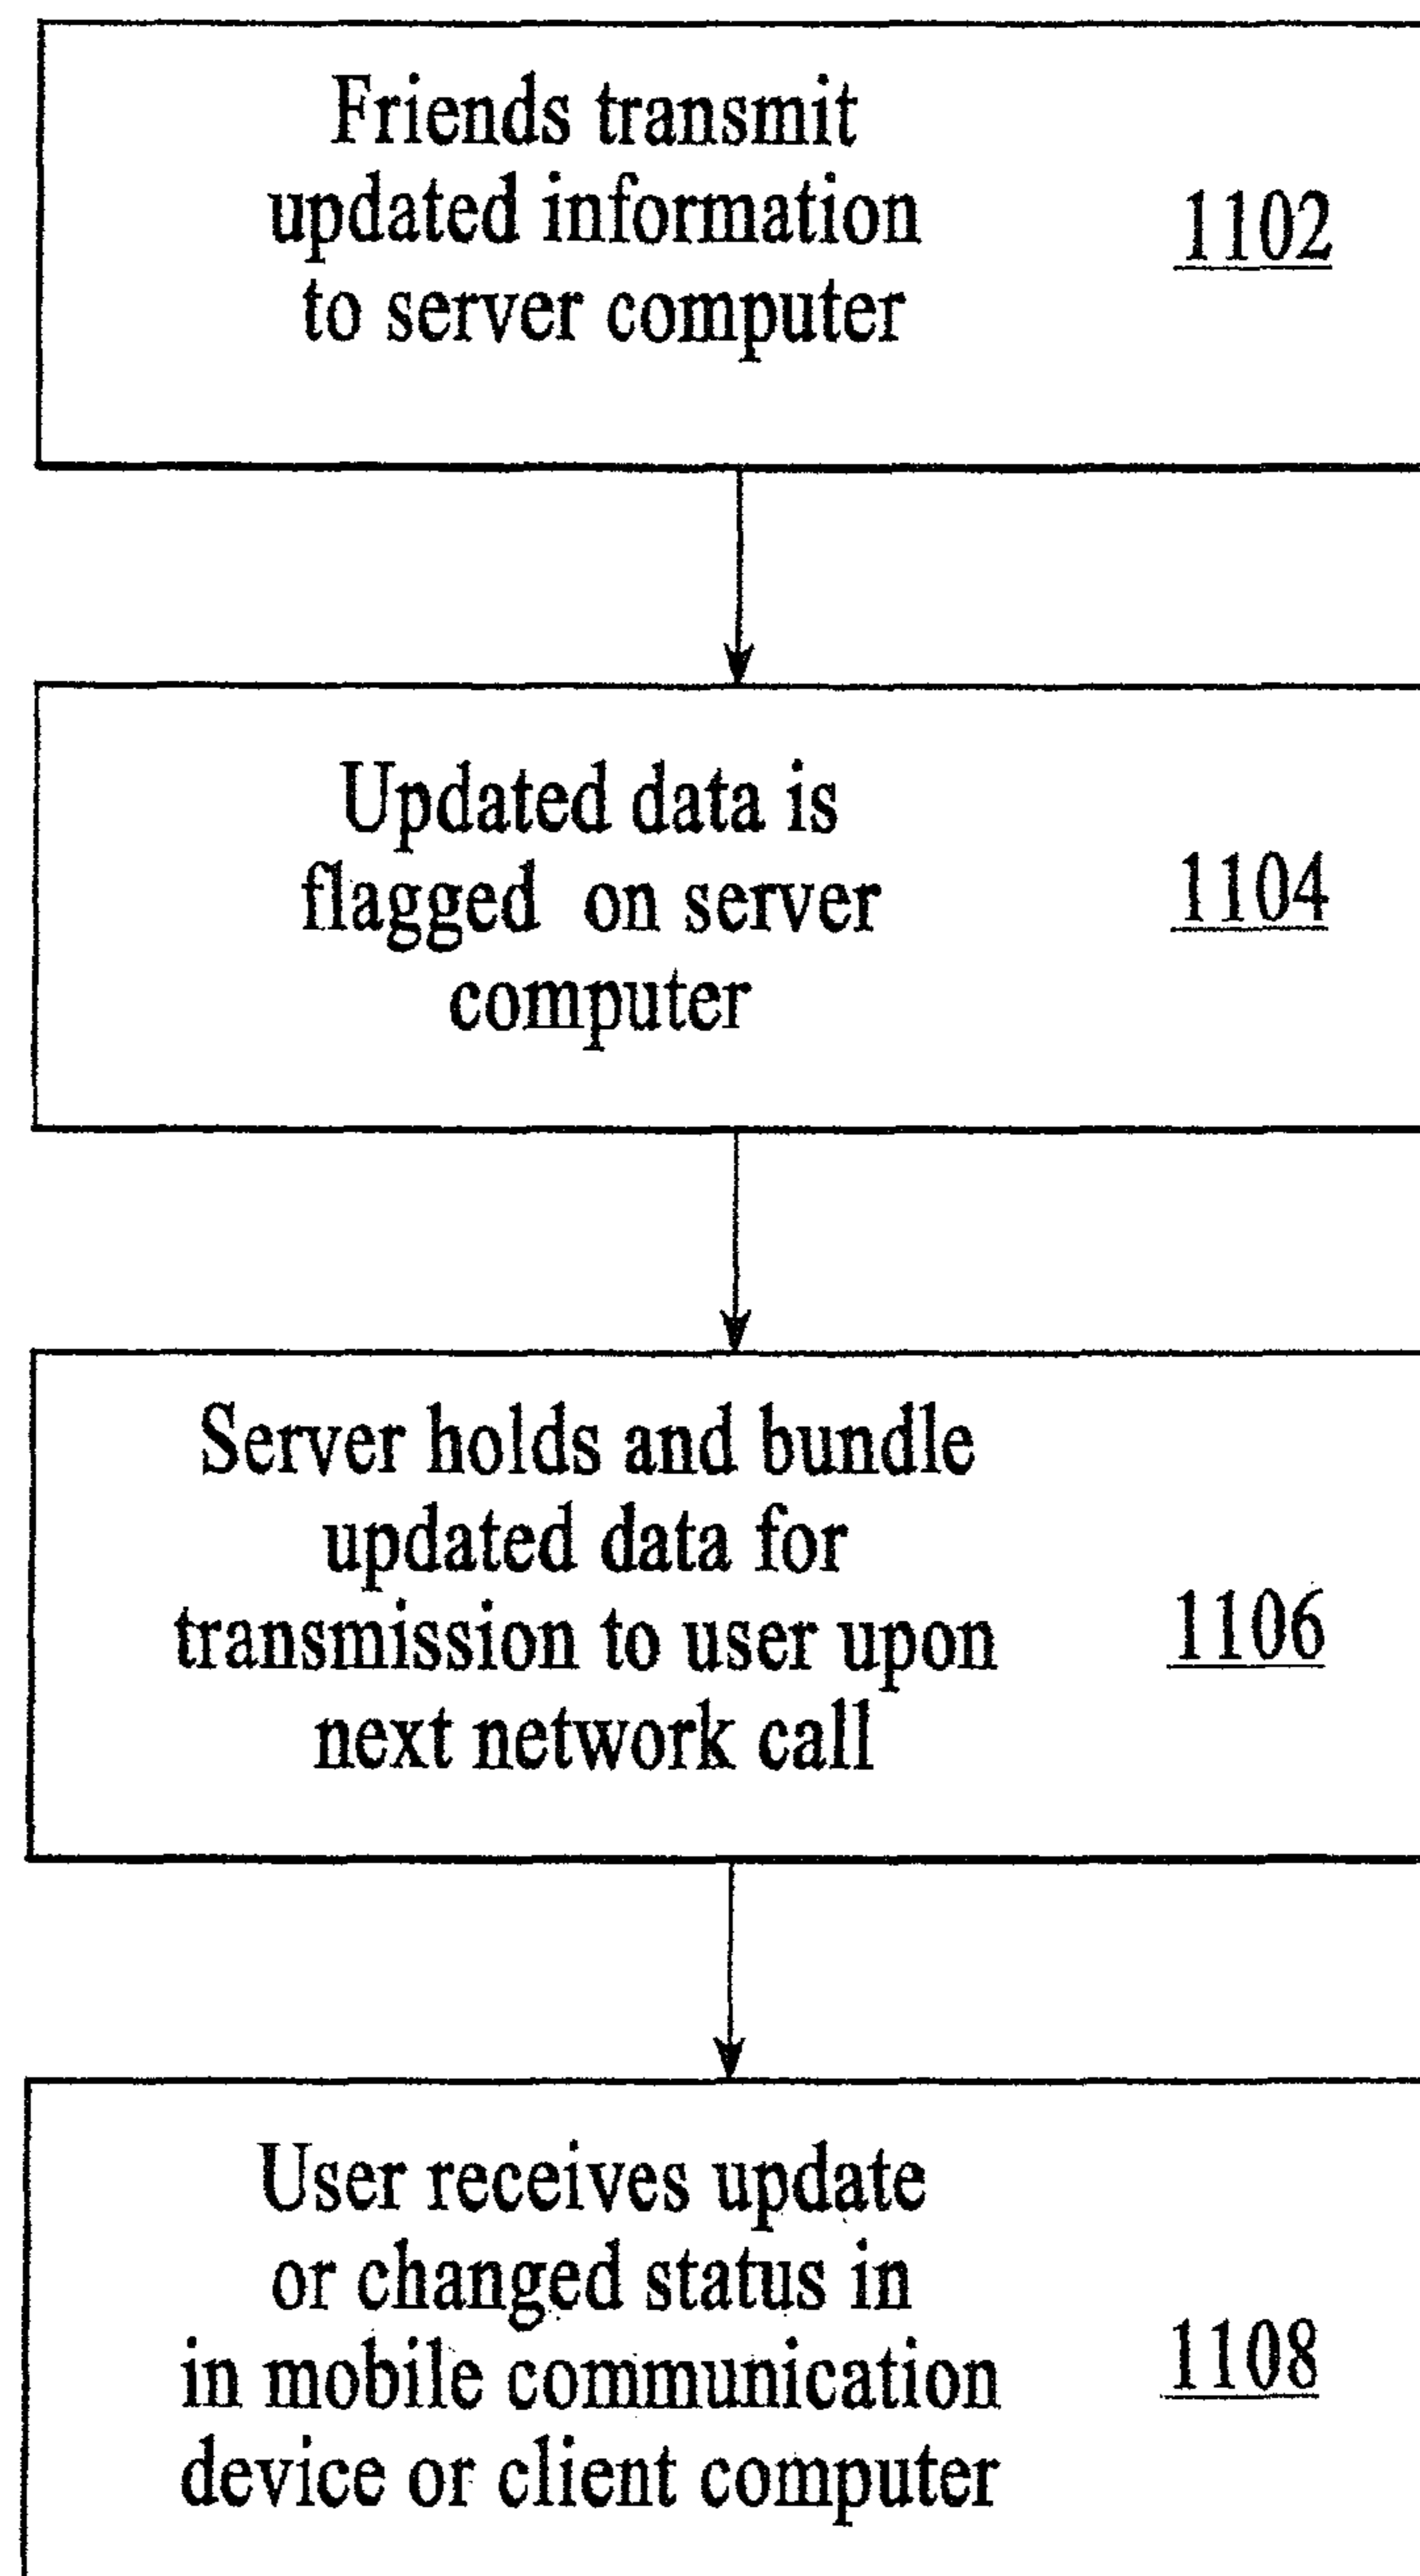 Friends transmit
updated information
to server computer
1102
Updated data is
flagged on server
computer
1104
Server holds and bundle
updated data for
transmission to user upon
next network call
1106
User receives update
or changed status in
in mobile communication
device or client computer
1108